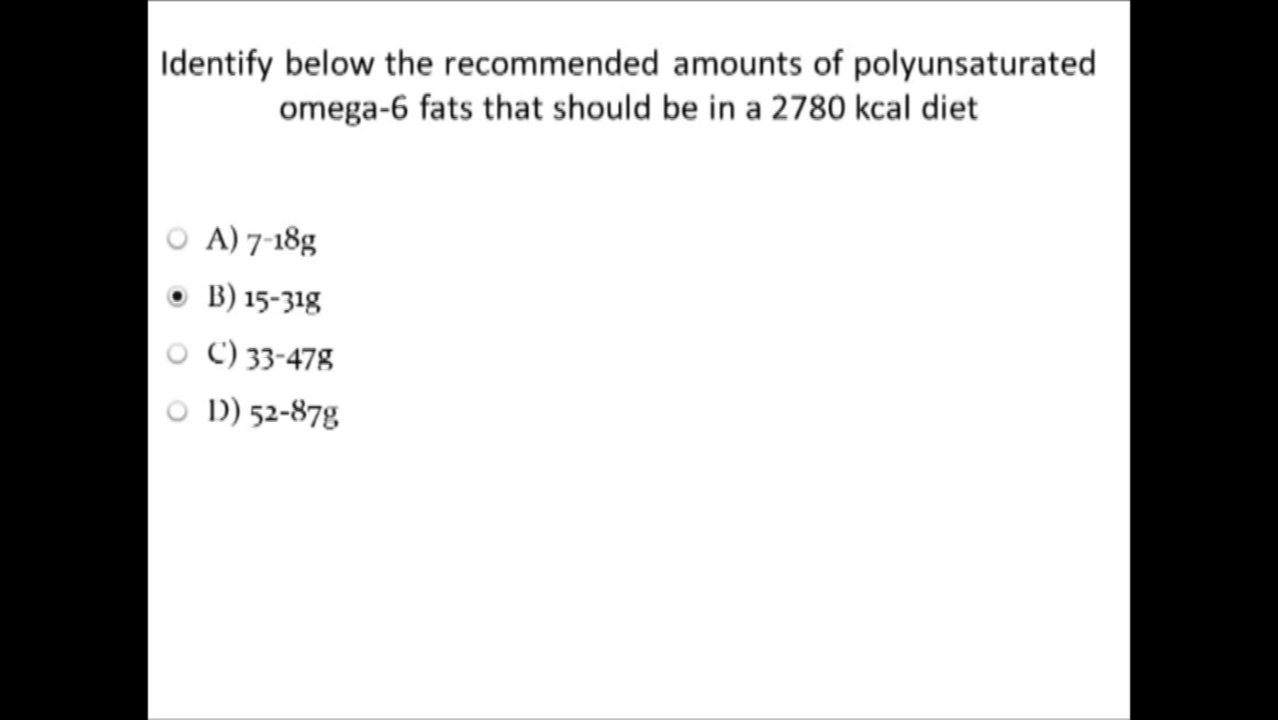 Identify below the recommended amounts of polyunsaturated
omega-6 fats that should be in a 2780 kcal diet
A) 7-18g
B) 15-31g
C) 33-47g
D) 52-87g